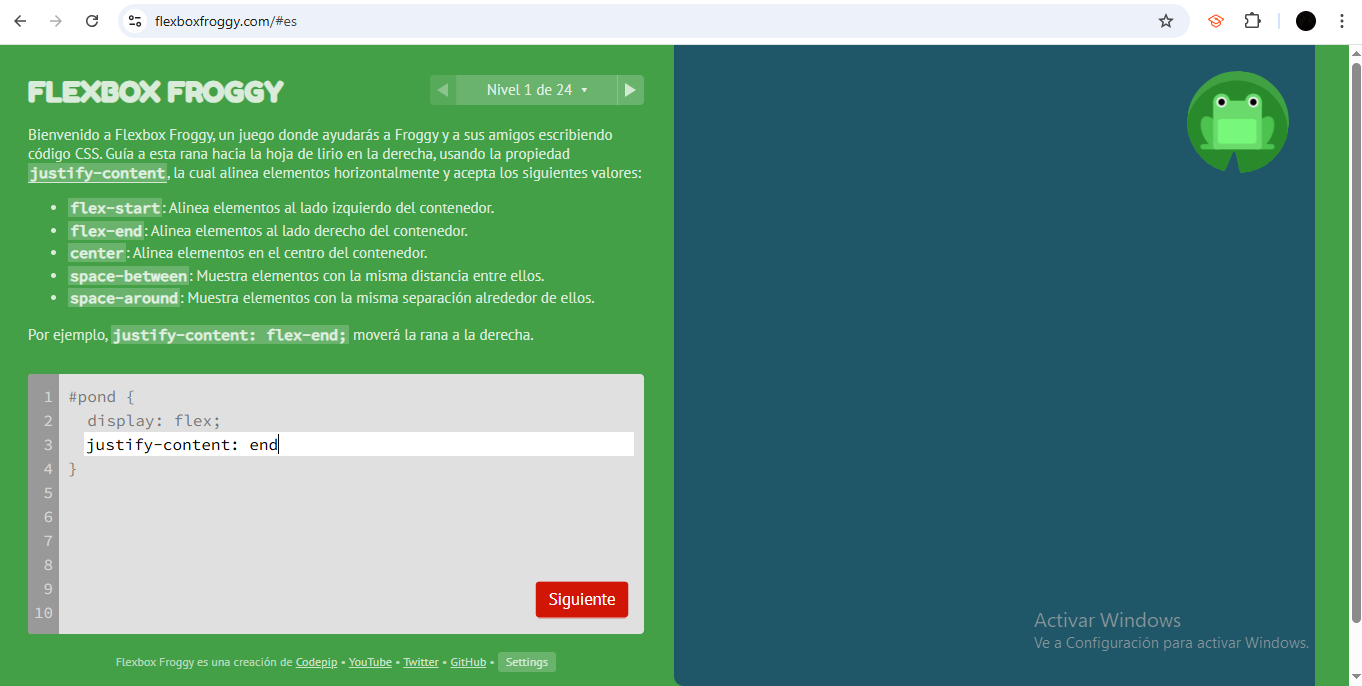 flexboxfroggy.com/#es
FLEXBOX FROGGY
Nivel 1 de 24
Bienvenido a Flexbox Froggy, un juego donde ayudarás a Froggy y a sus amigos escribiendo
código CSS. Guía a esta rana hacia la hoja de lirio en la derecha, usando la propiedad
justify-content, la cual alinea elementos horizontalmente y acepta los siguientes valores:
• flex-start: Alinea elementos al lado izquierdo del contenedor.
• flex-end: Alinea elementos al lado derecho del contenedor.
• center: Alinea elementos en el centro del contenedor.
• space-between: Muestra elementos con la misma distancia entre ellos.
• space-around: Muestra elementos con la misma separación alrededor de ellos.
Por ejemplo, justify-content: flex-end; moverá la rana a la derecha.
1 #pond {
2 display: flex;
3 justify-content: end
4 }
5
6
7
8
9
10
Siguiente
Flexbox Froggy es una creación de Codepip • YouTube • Twitter • GitHub • Settings
Activar Windows
Ve a Configuración para activar Windows.